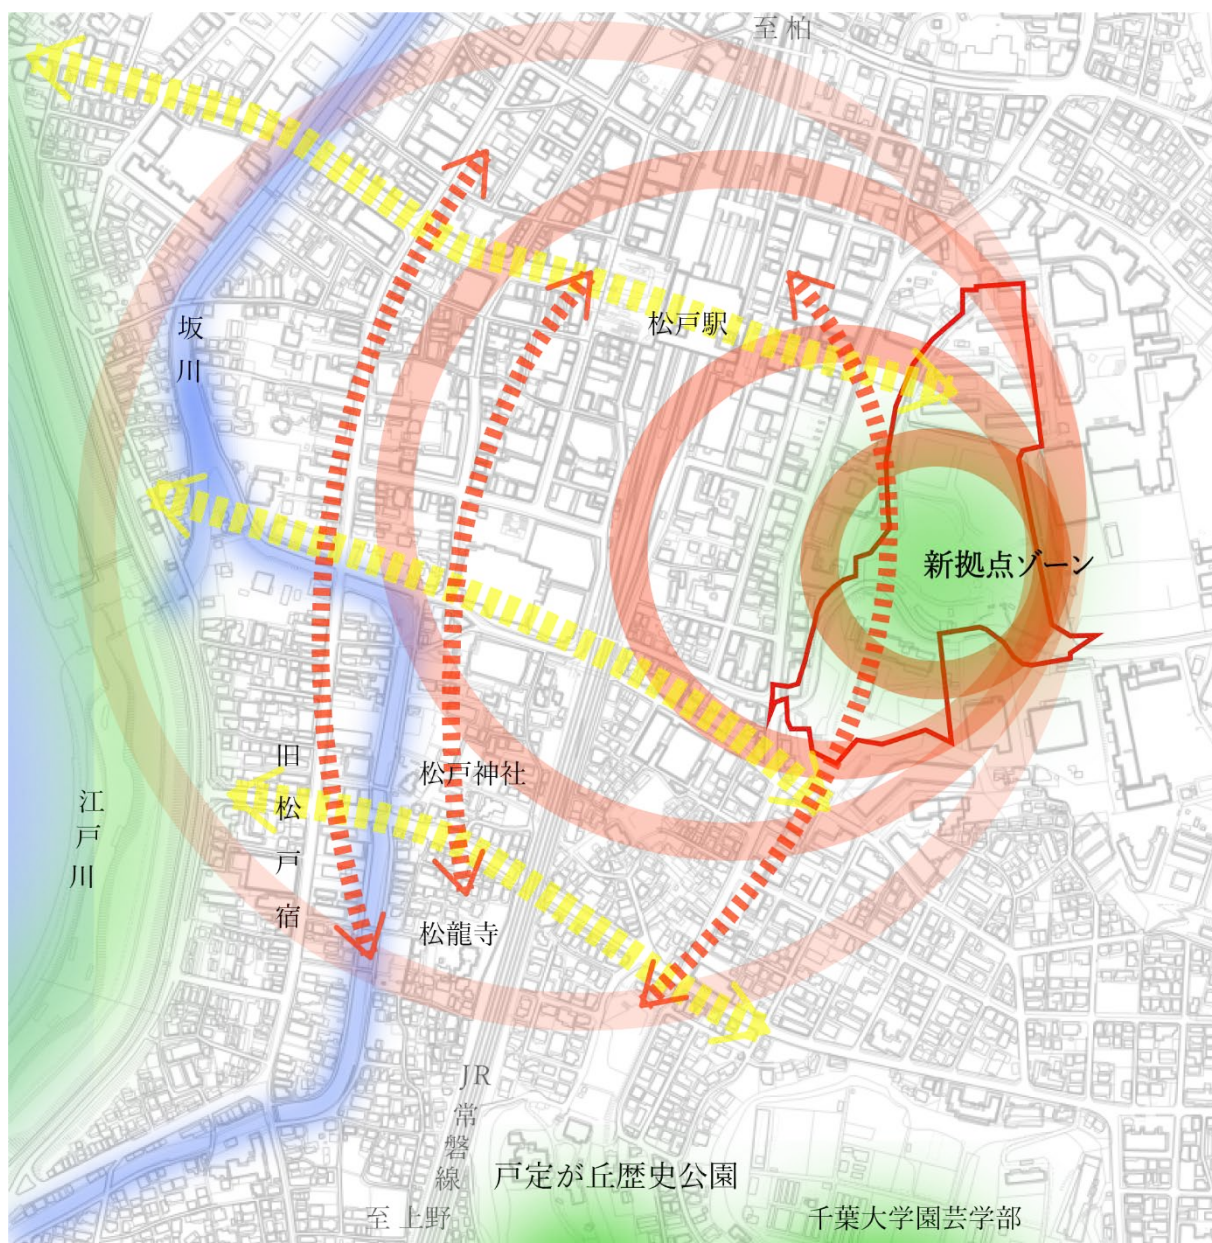 至 柏
松戸駅
坂川
新拠点ゾーン
旧松戸宿
松戸神社
江戸川
松龍寺
JR常磐線
戸定が丘歴史公園
至 上野
千葉大学園芸学部